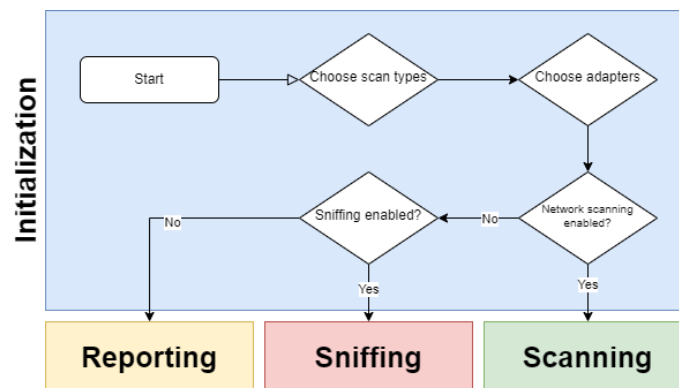 Initialization
Start
Choose scan types
Choose adapters
Sniffing enabled?
Network scanning
enabled?
No
No
Yes
Yes
Reporting
Sniffing
Scanning